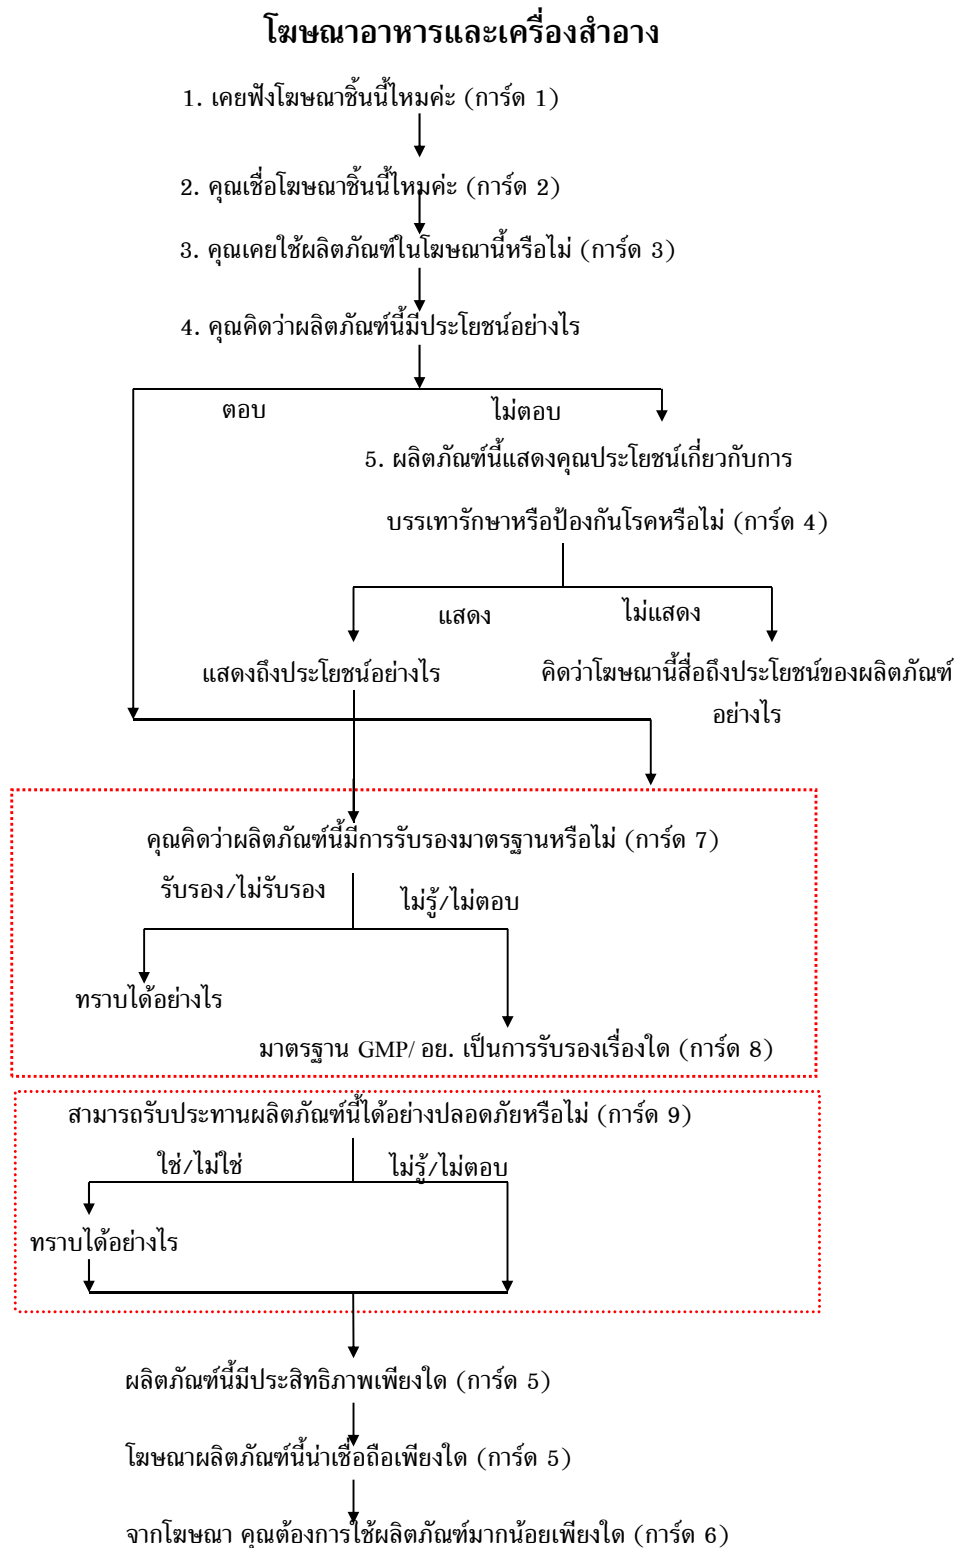 โฆษณาอาหารและเครื่องสำอาง
1. เคยฟังโฆษณาชิ้นนี้ไหมค่ะ (การ์ด 1)
2. คุณเชื่อโฆษณาชิ้นนี้ไหมค่ะ (การ์ด 2)
3. คุณเคยใช้ผลิตภัณฑ์ในโฆษณานี้หรือไม่ (การ์ด 3)
4. คุณคิดว่าผลิตภัณฑ์นี้มีประโยชน์อย่างไร
ตอบ
ไม่ตอบ
5. ผลิตภัณฑ์นี้แสดงคุณประโยชน์เกี่ยวกับการ
บรรเทารักษาหรือป้องกันโรคหรือไม่ (การ์ด 4)
แสดง
ไม่แสดง
แสดงถึงประโยชน์อย่างไร
คิดว่าโฆษณานี้สื่อถึงประโยชน์ของผลิตภัณฑ์
อย่างไร
คุณคิดว่าผลิตภัณฑ์นี้มีการรับรองมาตรฐานหรือไม่ (การ์ด 7)
รับรอง/ไม่รับรอง
ไม่รู้/ไม่ตอบ
ทราบได้อย่างไร
มาตรฐาน GMP/ อย. เป็นการรับรองเรื่องใด (การ์ด 8)
สามารถรับประทานผลิตภัณฑ์นี้ได้อย่างปลอดภัยหรือไม่ (การ์ด 9)
ใช่/ไม่ใช่
ไม่รู้/ไม่ตอบ
ทราบได้อย่างไร
ผลิตภัณฑ์นี้มีประสิทธิภาพเพียงใด (การ์ด 5)
โฆษณาผลิตภัณฑ์นี้น่าเชื่อถือเพียงใด (การ์ด 5)
จากโฆษณา คุณต้องการใช้ผลิตภัณฑ์มากน้อยเพียงใด (การ์ด 6)